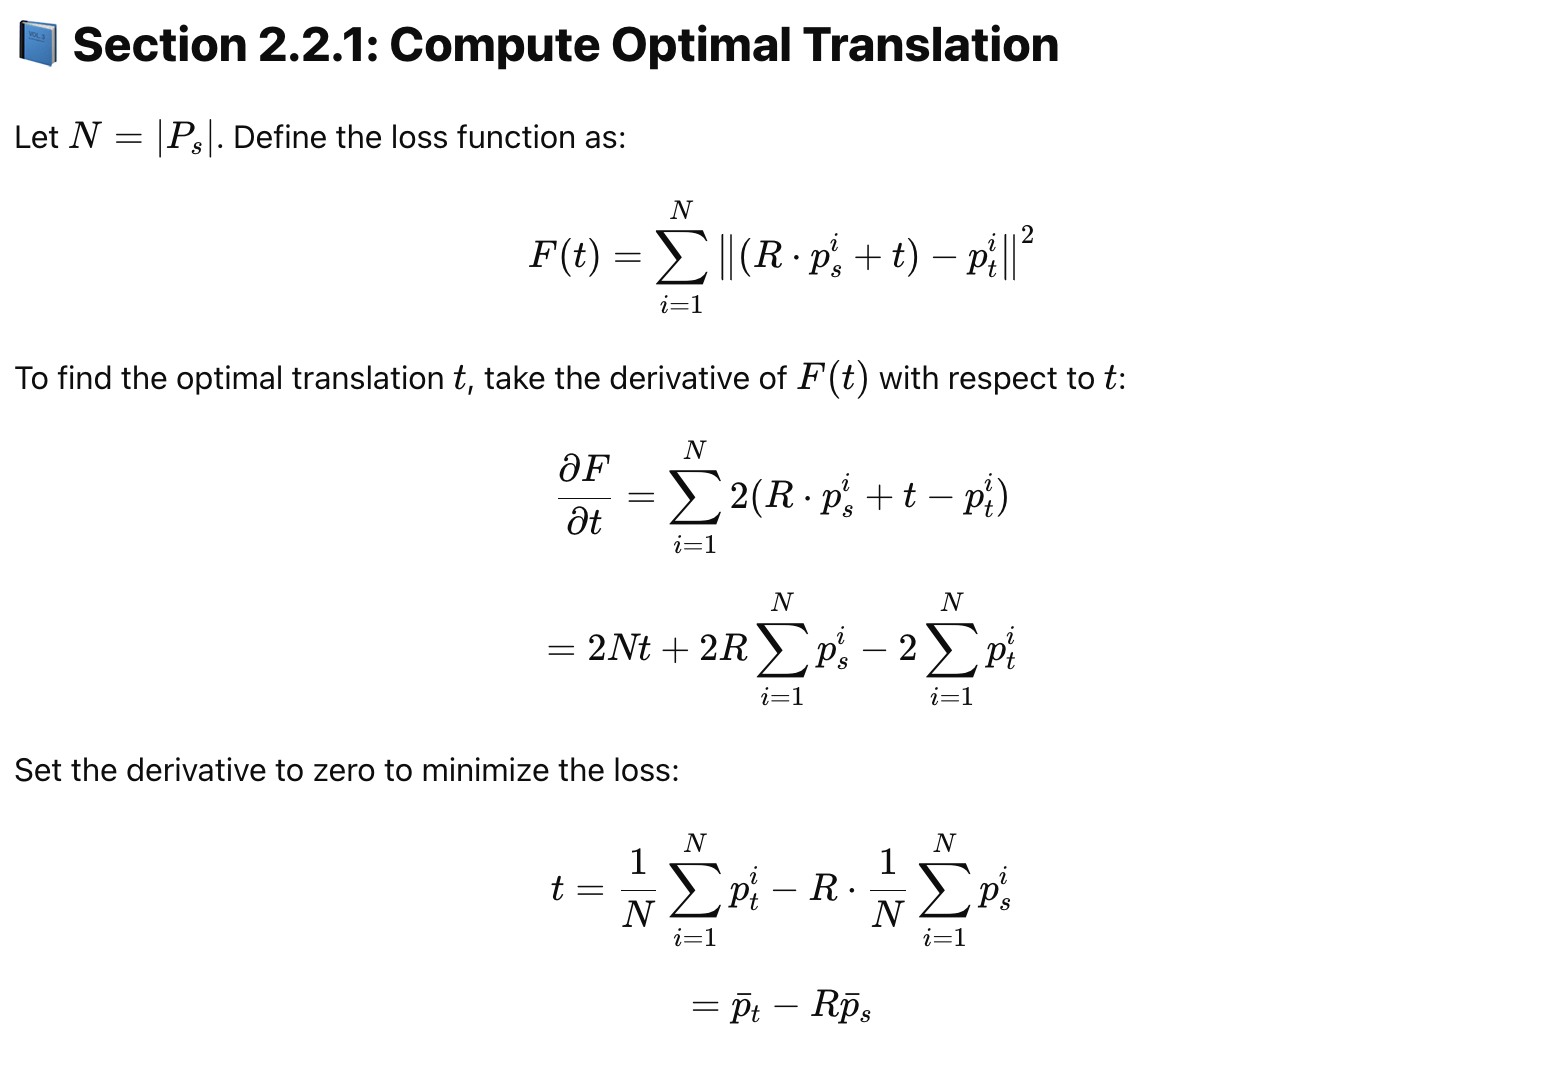 📘 Section 2.2.1: Compute Optimal Translation
Let $N = |P_s|$. Define the loss function as:
$$F(t) = \sum_{i=1}^{N} \left\| (R \cdot p_s^i + t) - p_t^i \right\|^2$$
To find the optimal translation $t$, take the derivative of $F(t)$ with respect to $t$:
$$\frac{\partial F}{\partial t} = \sum_{i=1}^{N} 2(R \cdot p_s^i + t - p_t^i)$$
$$= 2Nt + 2R \sum_{i=1}^{N} p_s^i - 2 \sum_{i=1}^{N} p_t^i$$
Set the derivative to zero to minimize the loss:
$$t = \frac{1}{N} \sum_{i=1}^{N} p_t^i - R \cdot \frac{1}{N} \sum_{i=1}^{N} p_s^i$$
$$= \bar{p}_t - R\bar{p}_s$$